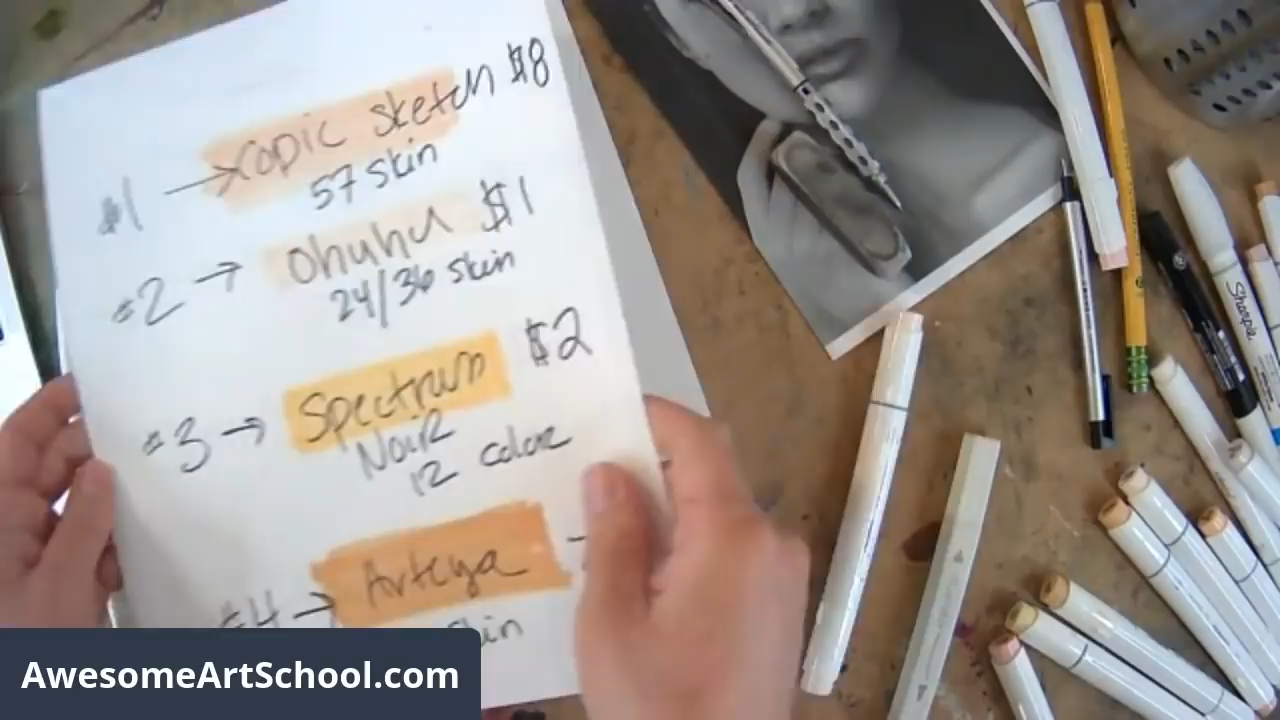 #1 → Copic Sketch $8
57 Skin
#2 → Ohuhu $1
24/36 Skin
#3 → Spectrum $2
Noir
12 color
#4 → Arteya
Skin
Sharpie
AwesomeArtSchool.com